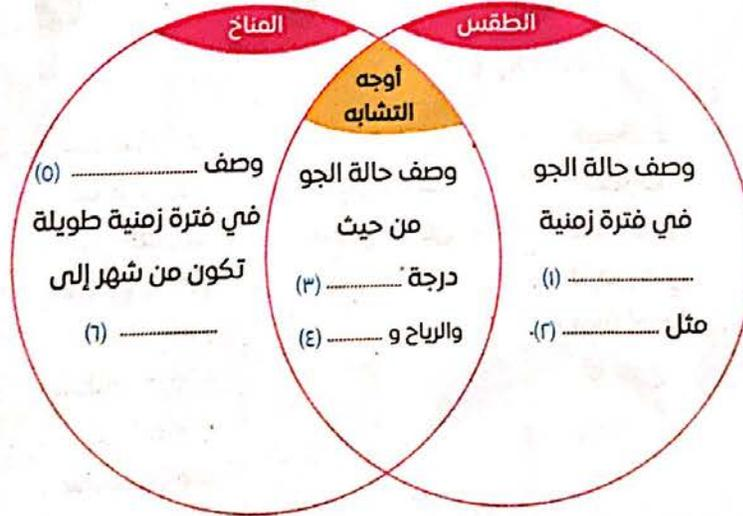 الطقس
المناخ
أوجه
التشابه
وصف حالة الجو
في فترة زمنية
.................... (١)
مثل ................ (٢).
وصف حالة الجو
من حيث
درجة ............ (٣)
والرياح و ......... (٤)
وصف .................... (٥)
في فترة زمنية طويلة
تكون من شهر إلى
................ (٦)